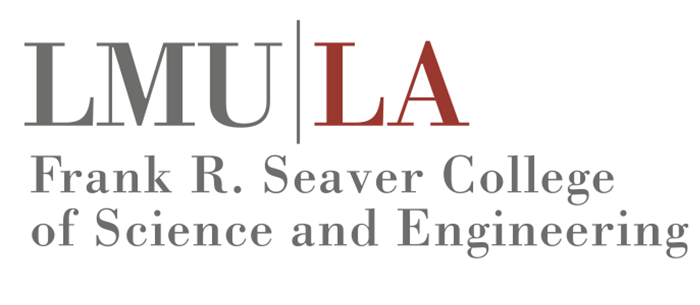 LMU|LA
Frank R. Seaver College
of Science and Engineering